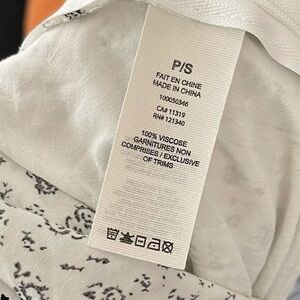 P/S
FAIT EN CHINE
MADE IN CHINA
100050346
CA# 11319
RN# 121340
100% VISCOSE
GARNITURES NON
COMPRISES / EXCLUSIVE
OF TRIMS